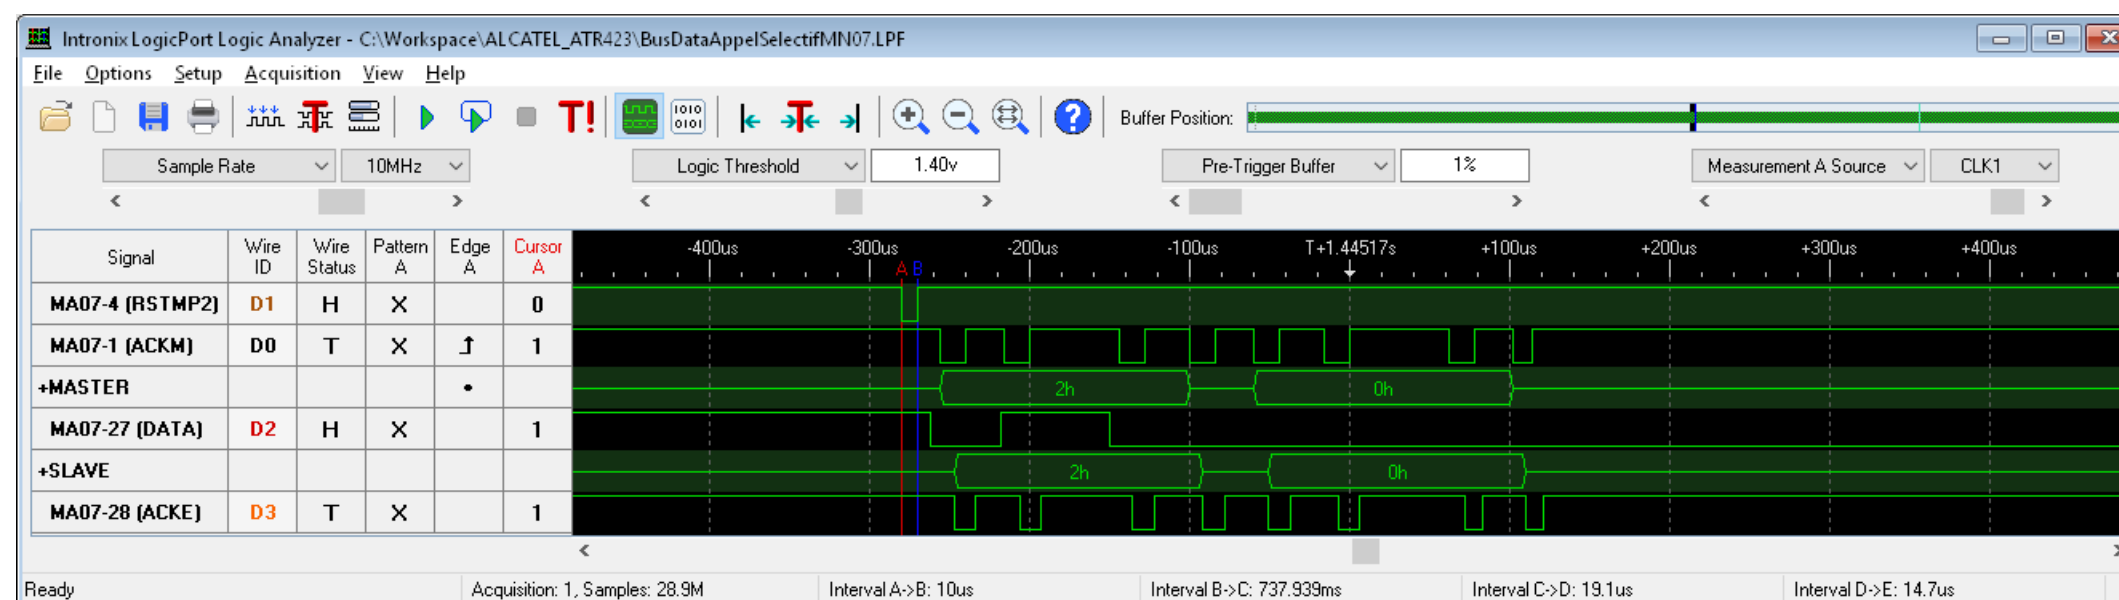 Intronix LogicPort Logic Analyzer - C:\Workspace\ALCATEL_ATR423\BusDataAppelSelectifMN07.LPF
File Options Setup Acquisition View Help
T! 1010 0101 ? Buffer Position:
Sample Rate 10MHz Logic Threshold 1.40v Pre-Trigger Buffer 1% Measurement A Source CLK1
Signal Wire ID Wire Status Pattern A Edge A Cursor A -400us -300us -200us -100us T+1.44517s +100us +200us +300us +400us
A B
MA07-4 (RSTMP2) D1 H X 0
MA07-1 (ACKM) D0 T X 1
+MASTER 2h 0h
MA07-27 (DATA) D2 H X 1
+SLAVE 2h 0h
MA07-28 (ACKE) D3 T X 1
Ready Acquisition: 1, Samples: 28.9M Interval A->B: 10us Interval B->C: 737.939ms Interval C->D: 19.1us Interval D->E: 14.7us